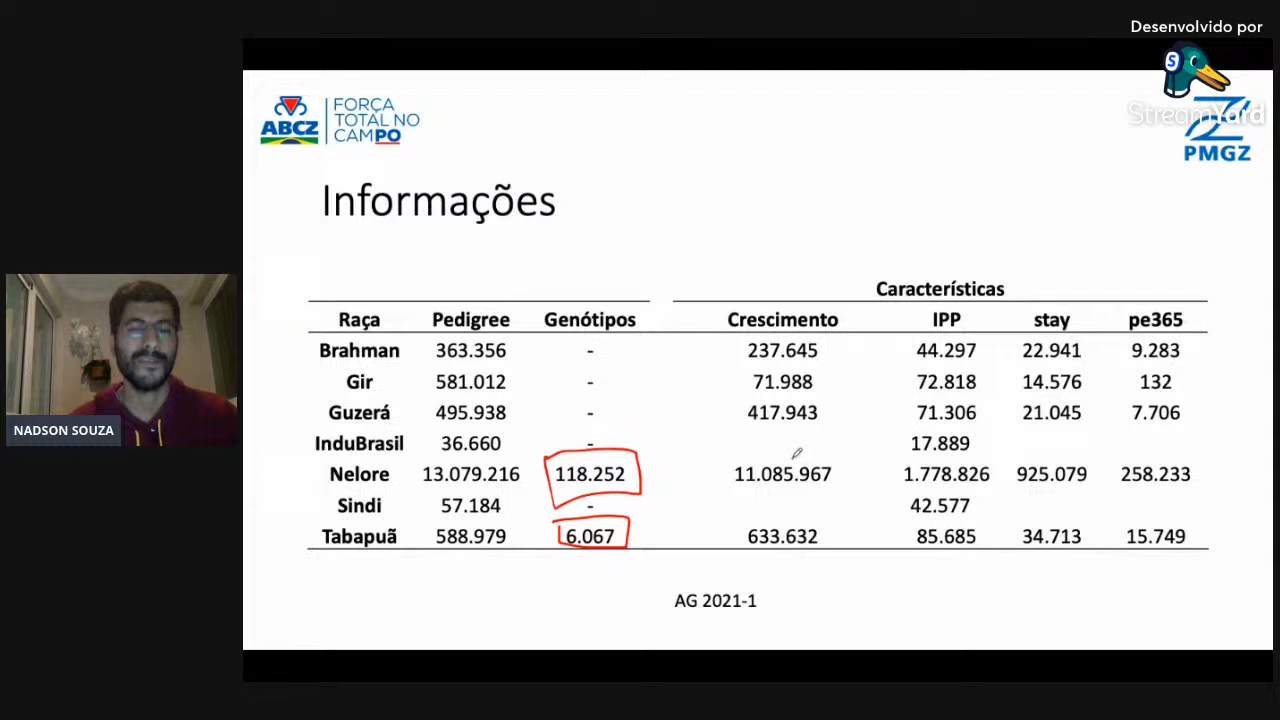 Desenvolvido por
StreamYard
ABCZ
FORÇA
TOTAL NO
CAMPO
PMGZ
Informações
Características
Raça Pedigree Genótipos Crescimento IPP stay pe365
Brahman 363.356 - 237.645 44.297 22.941 9.283
Gir 581.012 - 71.988 72.818 14.576 132
Guzerá 495.938 - 417.943 71.306 21.045 7.706
InduBrasil 36.660 - 17.889
Nelore 13.079.216 118.252 11.085.967 1.778.826 925.079 258.233
Sindi 57.184 - 42.577
Tabapuã 588.979 6.067 633.632 85.685 34.713 15.749
AG 2021-1
NADSON SOUZA